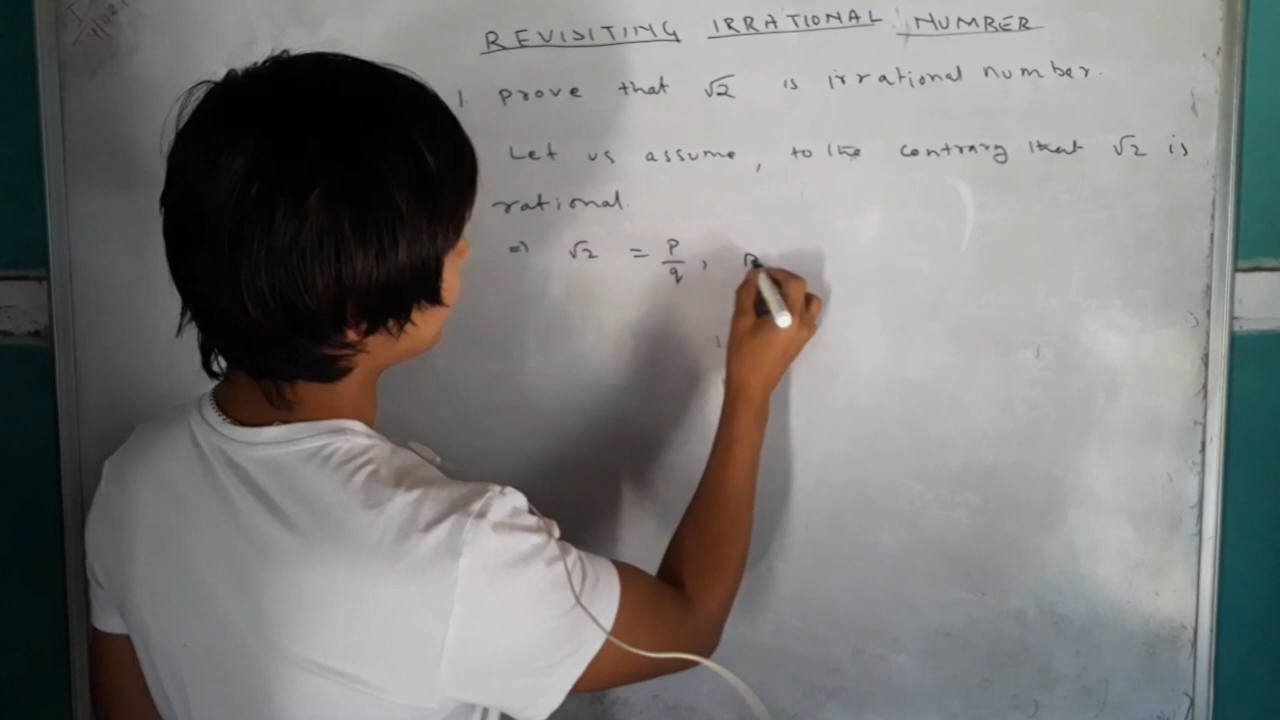 REVISITING IRRATIONAL NUMBER
1. Prove that √2 is irrational number.
Let us assume, to the contrary that √2 is
rational.
⇒ √2 = p/q,